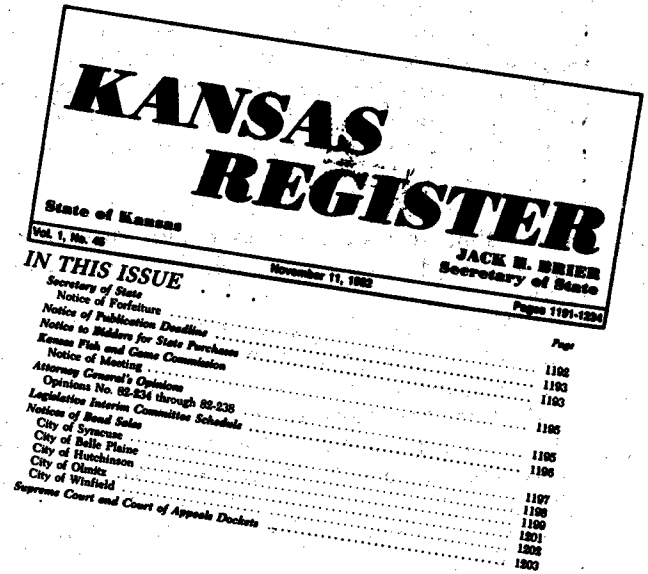 KANSAS
REGISTER
State of Kansas
JACK H. BRIER
Secretary of State
Vol. 1, No. 45 November 11, 1982 Pages 1191-1234
IN THIS ISSUE . . . Page
Secretary of State
Notice of Forfeiture ........ 1192
Notice of Publication Deadline ........ 1193
Notice to Bidders for State Purchases ........ 1193
Kansas Fish and Game Commission
Notice of Meeting ........ 1195
Attorney General's Opinions
Opinions No. 82-234 through 82-238 ........ 1195
Legislative Interim Committee Schedule ........ 1196
Notices of Bond Sales
City of Syracuse ........ 1197
City of Belle Plaine ........ 1198
City of Hutchinson ........ 1199
City of Olmitz ........ 1201
City of Winfield ........ 1202
Supreme Court and Court of Appeals Dockets ........ 1203